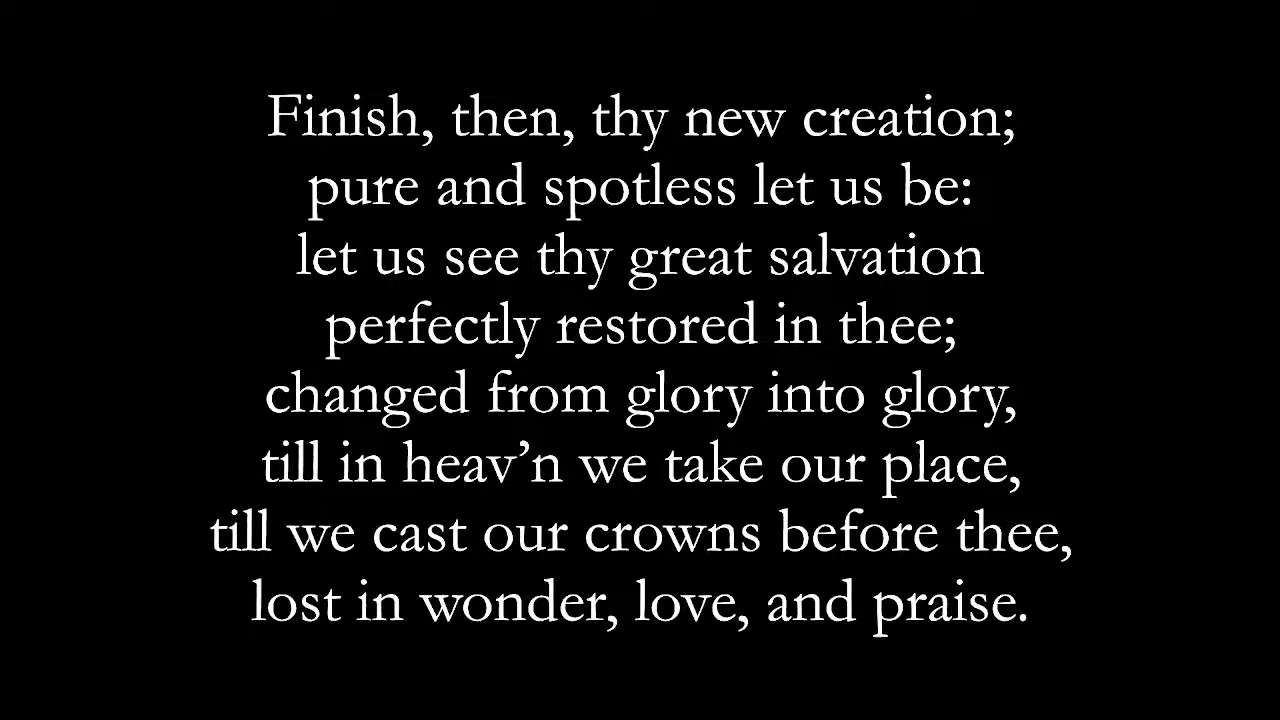 Finish, then, thy new creation;
pure and spotless let us be:
let us see thy great salvation
perfectly restored in thee;
changed from glory into glory,
till in heav’n we take our place,
till we cast our crowns before thee,
lost in wonder, love, and praise.